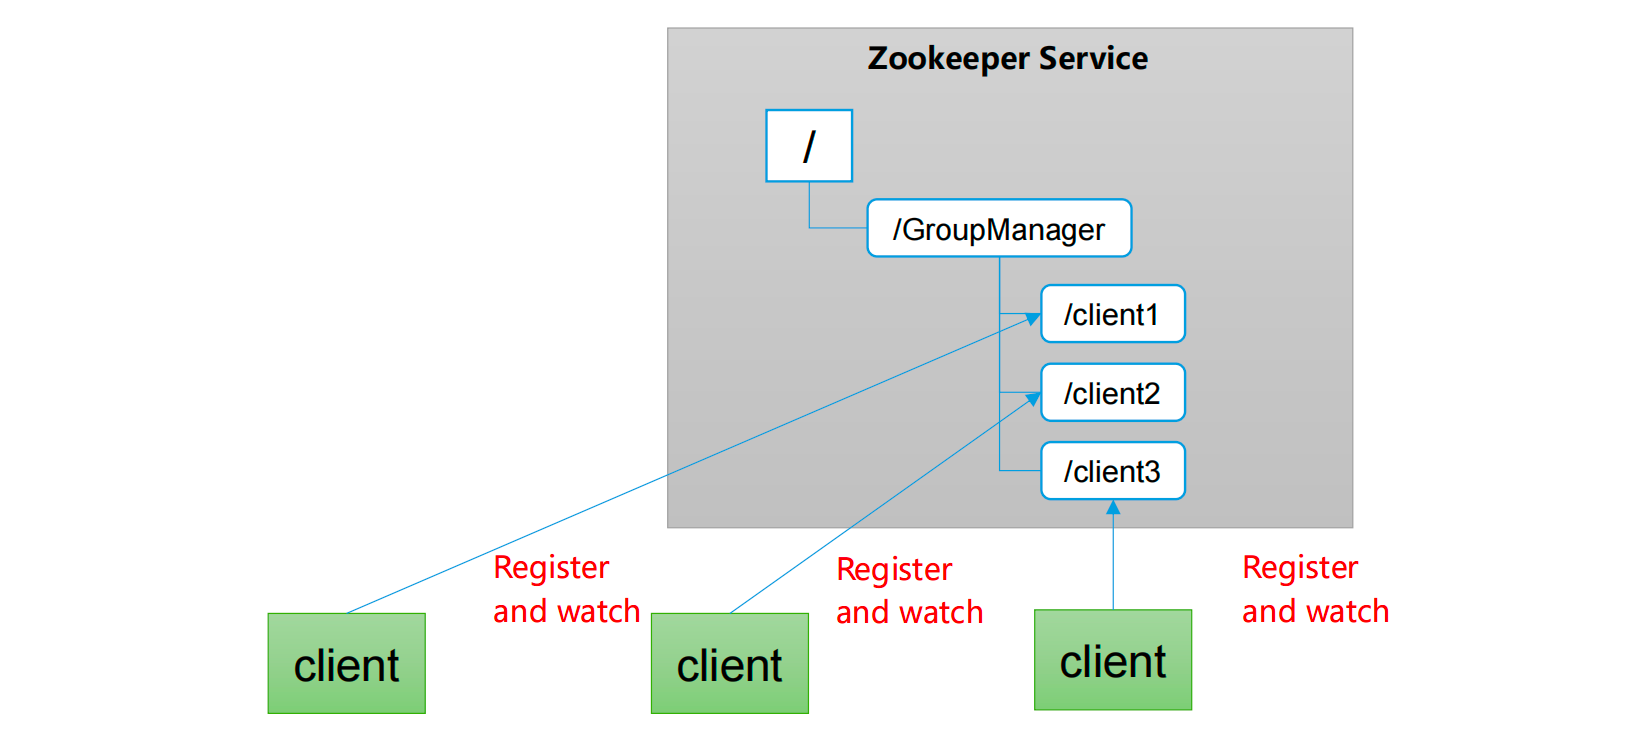 Zookeeper Service
/
/GroupManager
/client1
/client2
/client3
Register
and watch
Register
and watch
Register
and watch
client
client
client